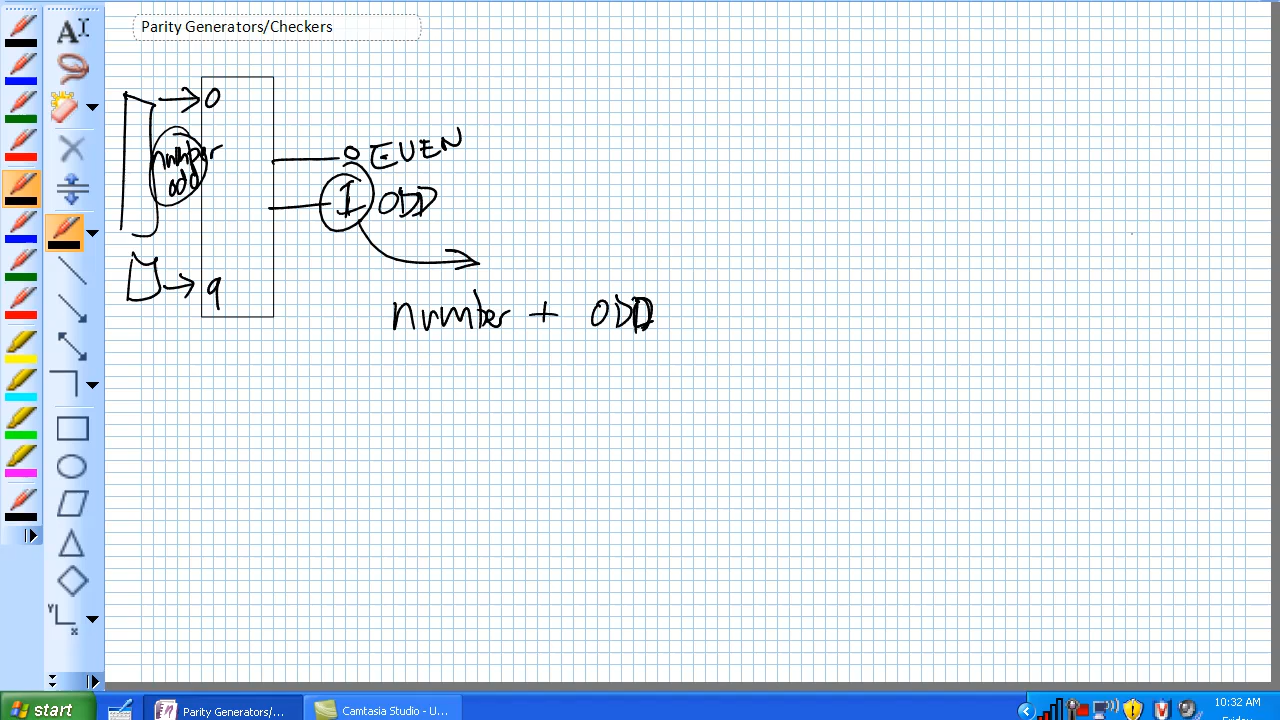 Parity Generators/Checkers
0
number
odd
0 EVEN
1 ODD
9
number + ODD
start
Parity Generators/...
Camtasia Studio - U...
10:32 AM
Friday